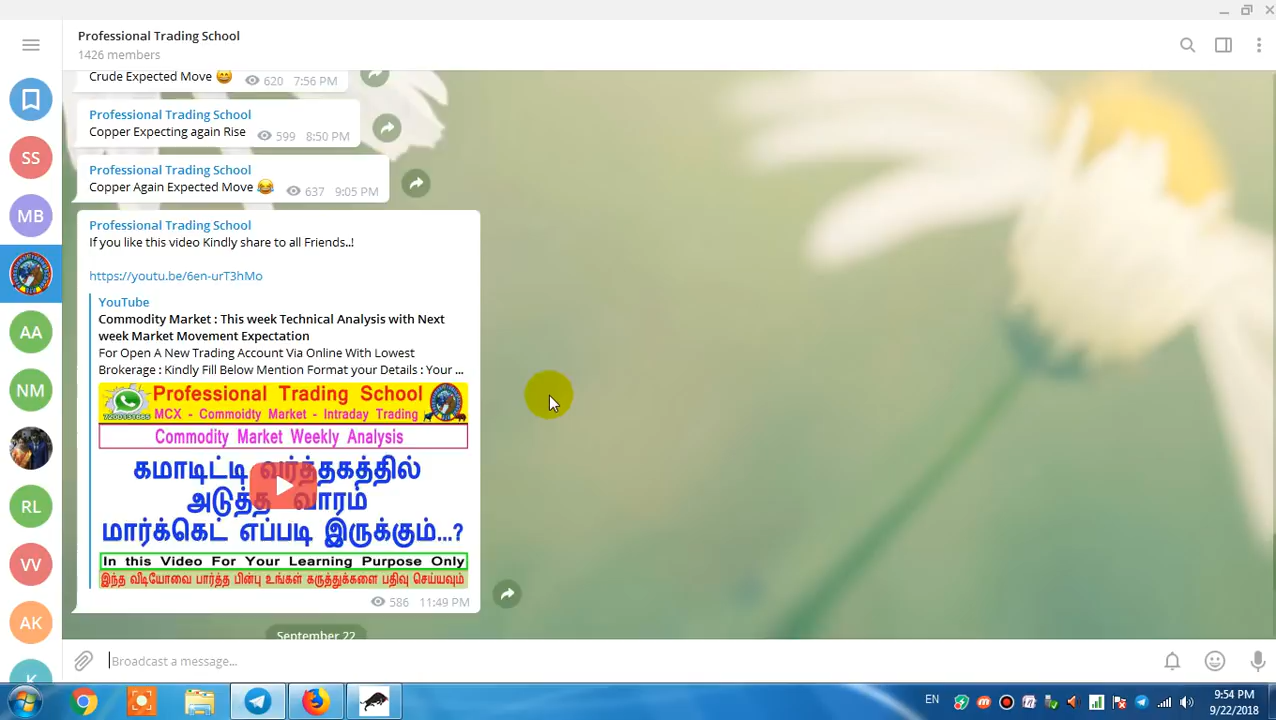 Professional Trading School
1426 members
Crude Expected Move 😄 620 7:56 PM
Professional Trading School
Copper Expecting again Rise 599 8:50 PM
Professional Trading School
Copper Again Expected Move 😂 637 9:05 PM
Professional Trading School
If you like this video Kindly share to all Friends..!
https://youtu.be/6en-urT3hMo
YouTube
Commodity Market : This week Technical Analysis with Next
week Market Movement Expectation
For Open A New Trading Account Via Online With Lowest
Brokerage : Kindly Fill Below Mention Format your Details : Your ...
Professional Trading School
MCX - Commoidty Market - Intraday Trading
Commodity Market Weekly Analysis
கமாடிட்டி வர்த்தகத்தில்
அடுத்த வாரம்
மார்க்கெட் எப்படி இருக்கும்...?
In this Video For Your Learning Purpose Only
இந்த வீடியோவை பார்த்த பின்பு உங்கள் கருத்துக்களை பதிவு செய்யவும்
586 11:49 PM
September 22
Broadcast a message...
SS
MB
AA
NM
RL
VV
AK
K
EN
9:54 PM
9/22/2018